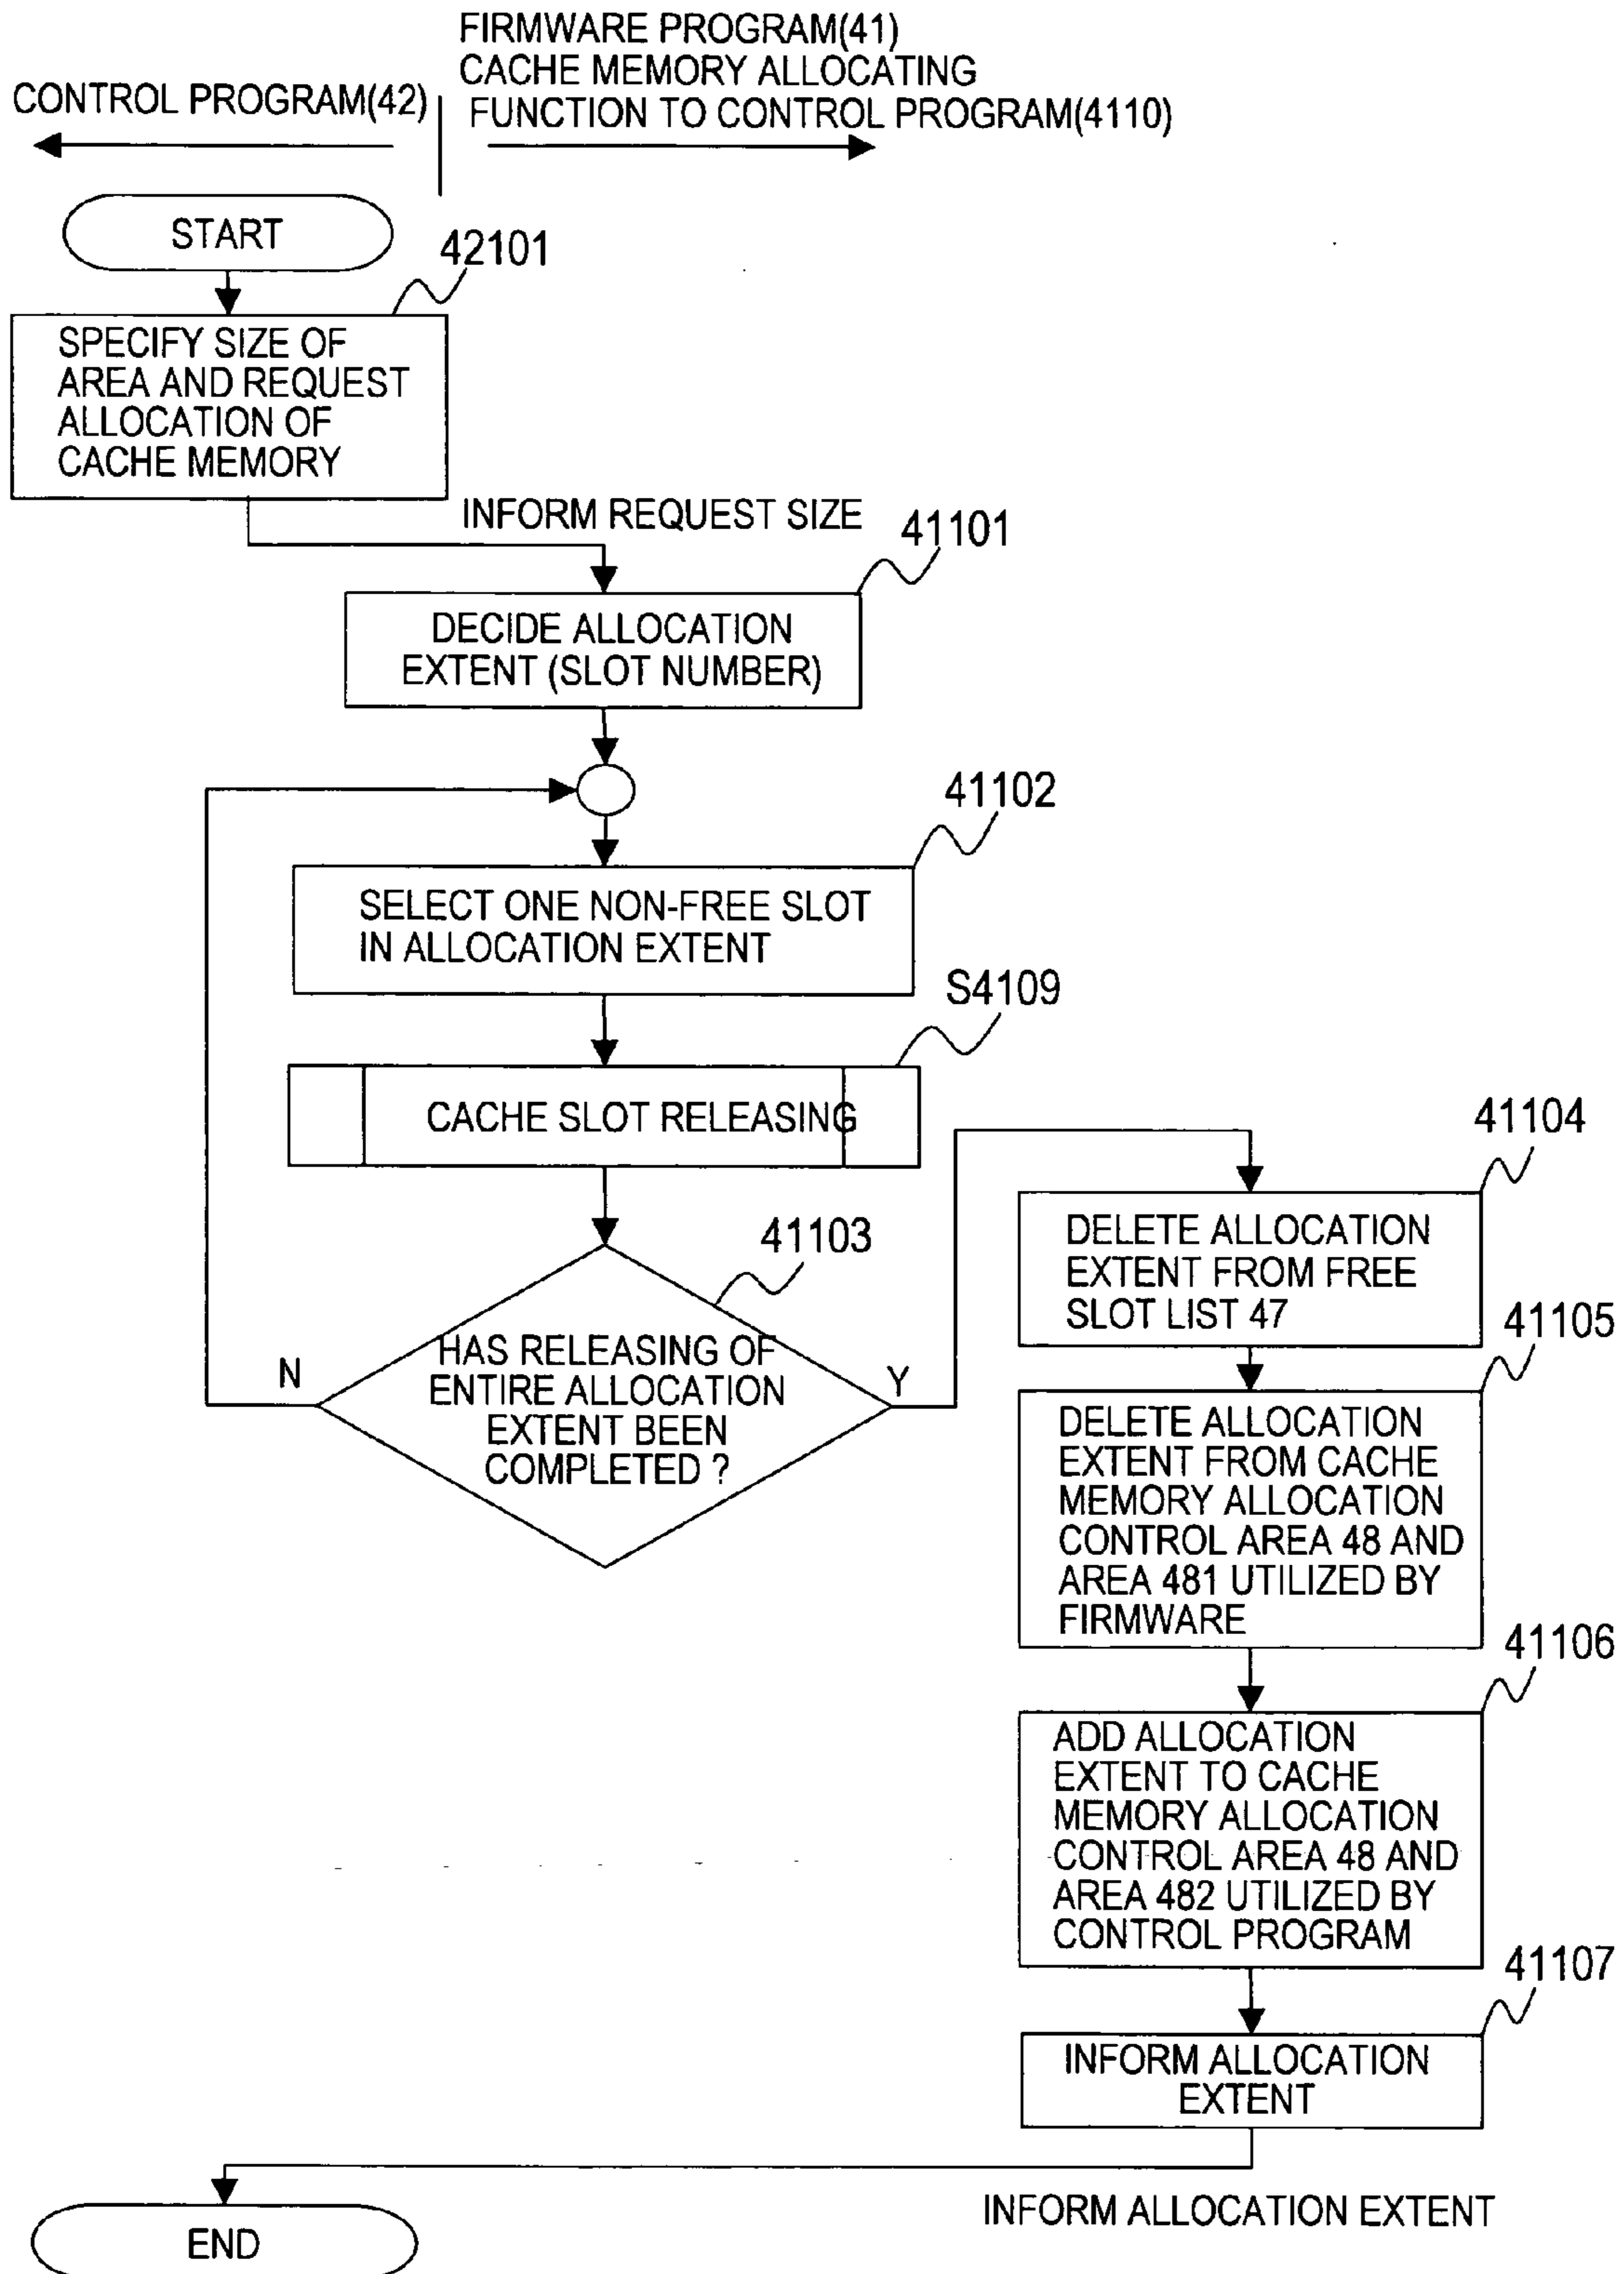 FIRMWARE PROGRAM(41)
CACHE MEMORY ALLOCATING
CONTROL PROGRAM(42)
FUNCTION TO CONTROL PROGRAM(4110)
START
42101
SPECIFY SIZE OF
AREA AND REQUEST
ALLOCATION OF
CACHE MEMORY
INFORM REQUEST SIZE
41101
DECIDE ALLOCATION
EXTENT (SLOT NUMBER)
41102
SELECT ONE NON-FREE SLOT
IN ALLOCATION EXTENT
S4109
CACHE SLOT RELEASING
41103
HAS RELEASING OF
ENTIRE ALLOCATION
EXTENT BEEN
COMPLETED ?
N
Y
41104
DELETE ALLOCATION
EXTENT FROM FREE
SLOT LIST 47
41105
DELETE ALLOCATION
EXTENT FROM CACHE
MEMORY ALLOCATION
CONTROL AREA 48 AND
AREA 481 UTILIZED BY
FIRMWARE
41106
ADD ALLOCATION
EXTENT TO CACHE
MEMORY ALLOCATION
CONTROL AREA 48 AND
AREA 482 UTILIZED BY
CONTROL PROGRAM
41107
INFORM ALLOCATION
EXTENT
INFORM ALLOCATION EXTENT
END